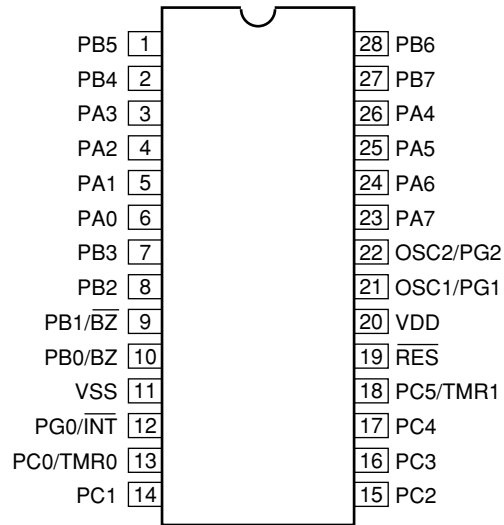 PB5 1 28 PB6
PB4 2 27 PB7
PA3 3 26 PA4
PA2 4 25 PA5
PA1 5 24 PA6
PA0 6 23 PA7
PB3 7 22 OSC2/PG2
PB2 8 21 OSC1/PG1
PB1/B̅Z̅ 9 20 VDD
PB0/BZ 10 19 R̅E̅S̅
VSS 11 18 PC5/TMR1
PG0/I̅N̅T̅ 12 17 PC4
PC0/TMR0 13 16 PC3
PC1 14 15 PC2